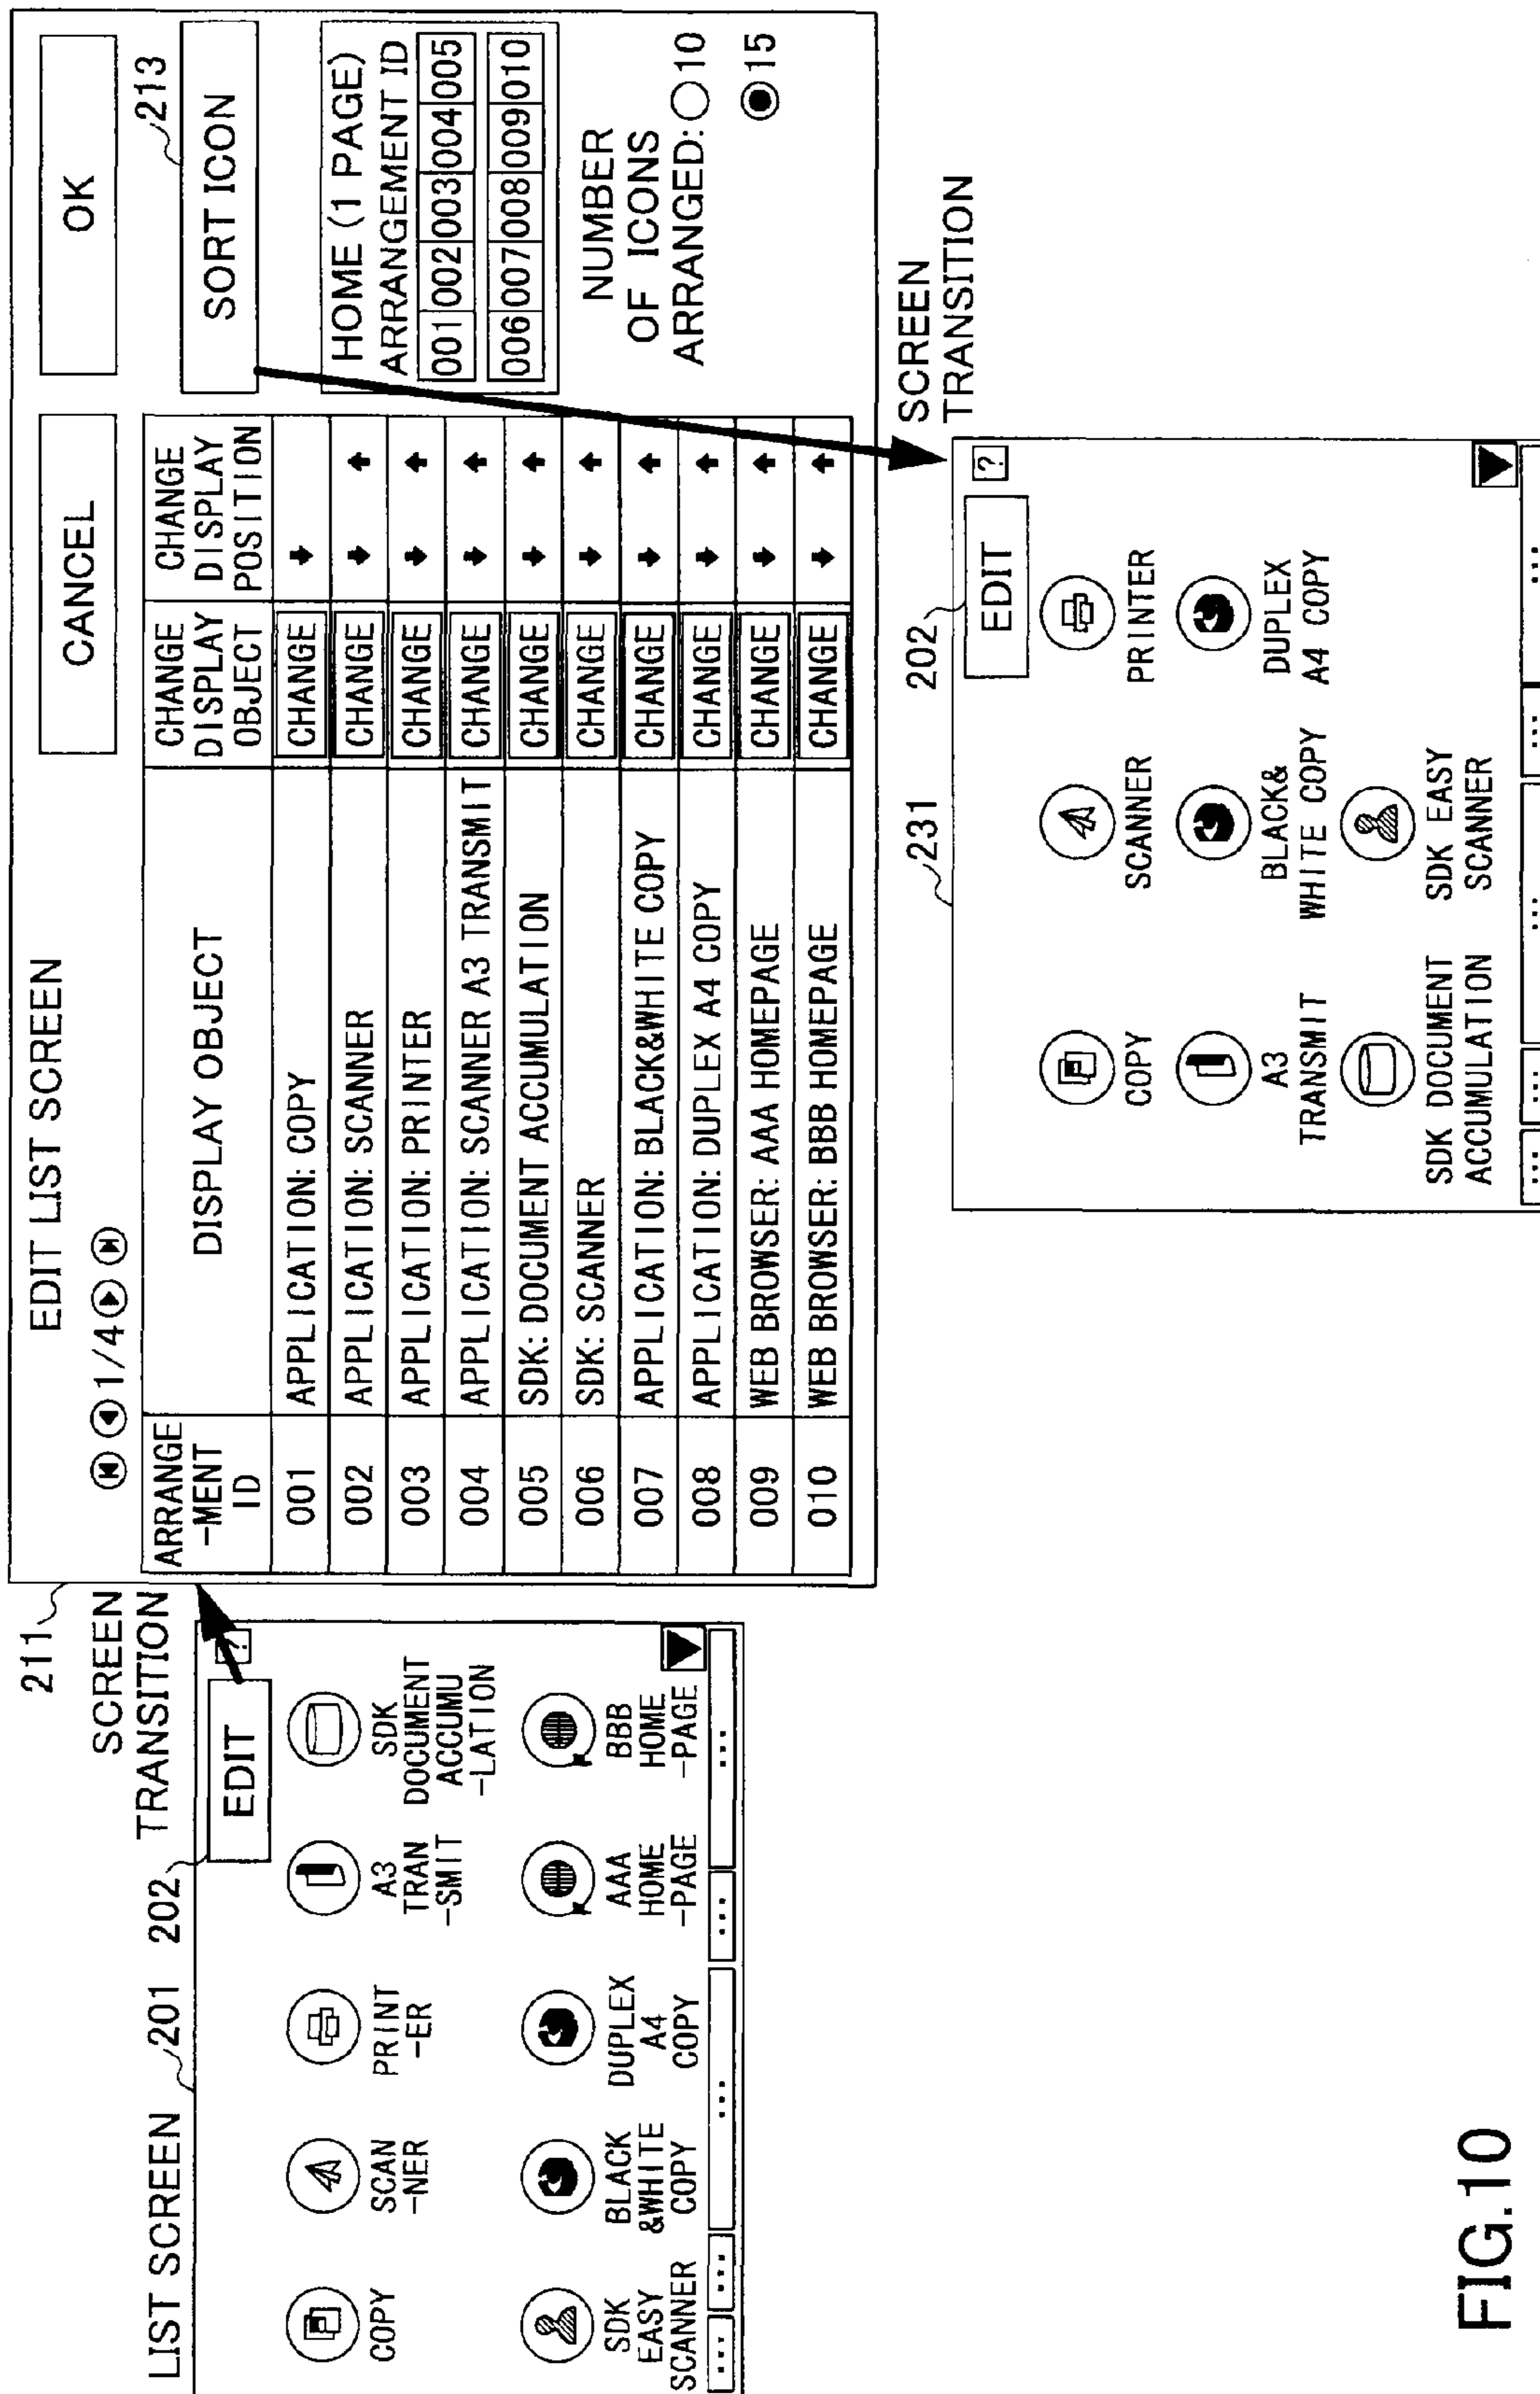 LIST SCREEN 201 202
EDIT
?
COPY
SCAN
-NER
PRINT
-ER
A3
TRAN
-SMIT
SDK
DOCUMENT
ACCUMU
-LATION
SDK
EASY
SCANNER
BLACK
&WHITE
COPY
DUPLEX
A4
COPY
AAA
HOME
-PAGE
BBB
HOME
-PAGE
... ... ... ... ...
SCREEN
TRANSITION
211
EDIT LIST SCREEN
CANCEL
OK
1/4
213
SORT ICON
ARRANGE
-MENT
ID
DISPLAY OBJECT
CHANGE
DISPLAY
OBJECT
CHANGE
DISPLAY
POSITION
001 APPLICATION: COPY CHANGE
002 APPLICATION: SCANNER CHANGE
003 APPLICATION: PRINTER CHANGE
004 APPLICATION: SCANNER A3 TRANSMIT CHANGE
005 SDK: DOCUMENT ACCUMULATION CHANGE
006 SDK: SCANNER CHANGE
007 APPLICATION: BLACK&WHITE COPY CHANGE
008 APPLICATION: DUPLEX A4 COPY CHANGE
009 WEB BROWSER: AAA HOMEPAGE CHANGE
010 WEB BROWSER: BBB HOMEPAGE CHANGE
HOME (1 PAGE)
ARRANGEMENT ID
001 002 003 004 005
006 007 008 009 010
NUMBER
OF ICONS
ARRANGED: 10
15
SCREEN
TRANSITION
231 202
EDIT
?
COPY
SCANNER
PRINTER
A3
TRANSMIT
BLACK&
WHITE COPY
DUPLEX
A4 COPY
SDK DOCUMENT
ACCUMULATION
SDK EASY
SCANNER
... ... ... ... ...
FIG.10